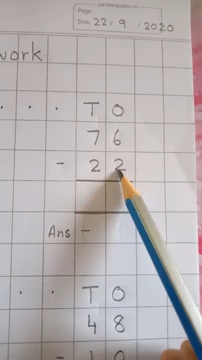 Page:
Date: 22, 9, 2020
work
. . . T O
7 6
- 2 2
Ans -
. . T O
4 8